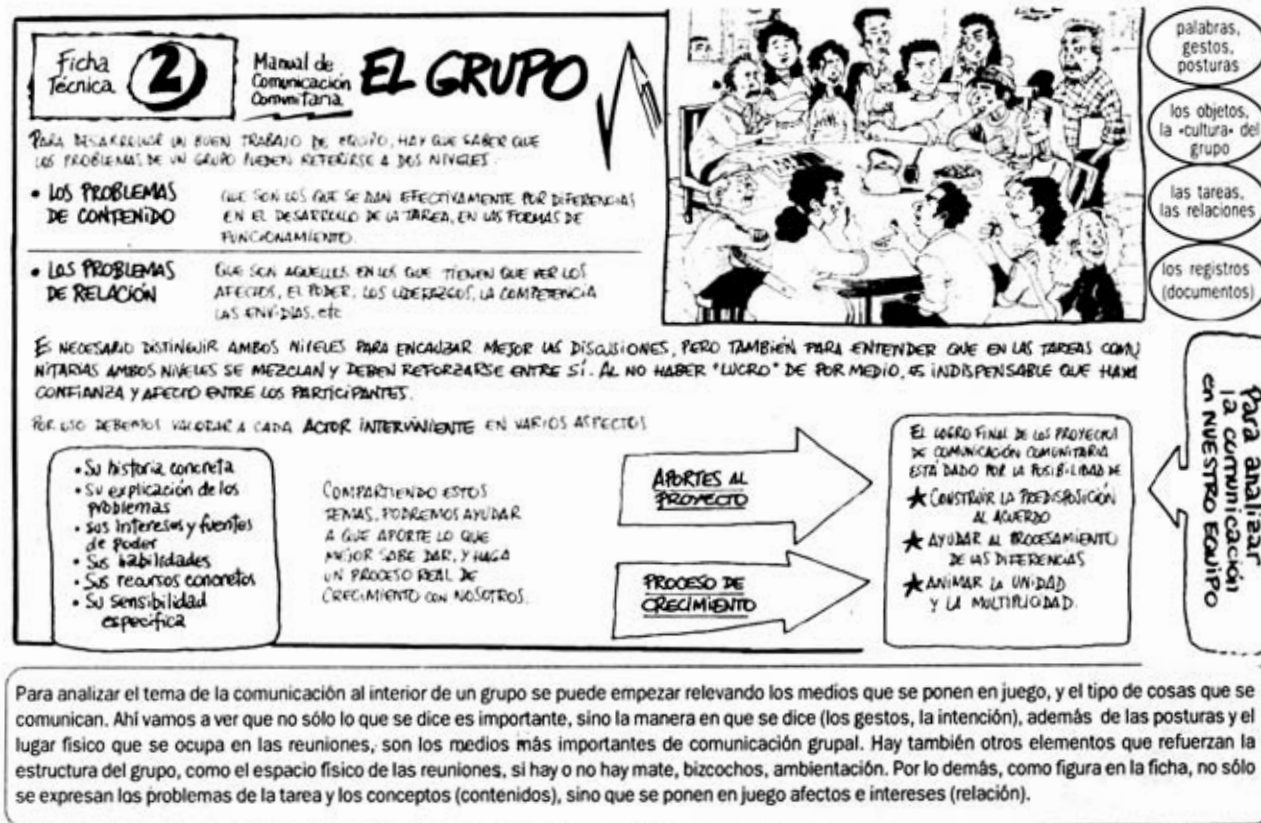 Ficha
Técnica
2
Manual de
Comunicación
Comunitaria
EL GRUPO
PARA DESARROLLAR UN BUEN TRABAJO DE EQUIPO, HAY QUE SABER QUE
LOS PROBLEMAS DE UN GRUPO PUEDEN REFERIRSE A DOS NIVELES.
• LOS PROBLEMAS
DE CONTENIDO
QUE SON LOS QUE SE DAN EFECTIVAMENTE POR DIFERENCIAS
EN EL DESARROLLO DE LA TAREA, EN LAS FORMAS DE
FUNCIONAMIENTO.
• LOS PROBLEMAS
DE RELACIÓN
QUE SON AQUELLOS EN LOS QUE TIENEN QUE VER LOS
AFECTOS, EL PODER, LOS LIDERAZGOS, LA COMPETENCIA
LAS ENVIDIAS, etc
palabras,
gestos,
posturas
los objetos,
la «cultura» del
grupo
las tareas,
las relaciones
los registros
(documentos)
ES NECESARIO DISTINGUIR AMBOS NIVELES PARA ENCAUZAR MEJOR LAS DISCUSIONES, PERO TAMBIÉN PARA ENTENDER QUE EN LAS TAREAS COMU
NITARIAS AMBOS NIVELES SE MEZCLAN Y DEBEN REFORZARSE ENTRE SÍ. AL NO HABER "LUCRO" DE POR MEDIO, ES INDISPENSABLE QUE HAYA
CONFIANZA Y AFECTO ENTRE LOS PARTICIPANTES.
POR ESO DEBEMOS VALORAR A CADA ACTOR INTERVINIENTE EN VARIOS ASPECTOS
• Su historia concreta
• Su explicación de los
problemas
• Sus intereses y fuentes
de poder
• Sus habilidades
• Sus recursos concretos
• Su sensibilidad
específica
COMPARTIENDO ESTOS
TEMAS, PODREMOS AYUDAR
A QUE APORTE LO QUE
MEJOR SABE DAR, Y HAGA
UN PROCESO REAL DE
CRECIMIENTO CON NOSOTROS.
APORTES AL
PROYECTO
PROCESO DE
CRECIMIENTO
EL LOGRO FINAL DE LOS PROYECTOS
DE COMUNICACIÓN COMUNITARIA
ESTÁ DADO POR LA POSIBILIDAD DE
★ CONSTRUIR LA PREDISPOSICIÓN
AL ACUERDO
★ AYUDAR AL PROCESAMIENTO
DE LAS DIFERENCIAS
★ ANIMAR LA UNIDAD
Y LA MULTIPLICIDAD.
Para analizar
la comunicación
en NUESTRO EQUIPO
Para analizar el tema de la comunicación al interior de un grupo se puede empezar relevando los medios que se ponen en juego, y el tipo de cosas que se
comunican. Ahí vamos a ver que no sólo lo que se dice es importante, sino la manera en que se dice (los gestos, la intención), además de las posturas y el
lugar físico que se ocupa en las reuniones, son los medios más importantes de comunicación grupal. Hay también otros elementos que refuerzan la
estructura del grupo, como el espacio físico de las reuniones, si hay o no hay mate, bizcochos, ambientación. Por lo demás, como figura en la ficha, no sólo
se expresan los problemas de la tarea y los conceptos (contenidos), sino que se ponen en juego afectos e intereses (relación).